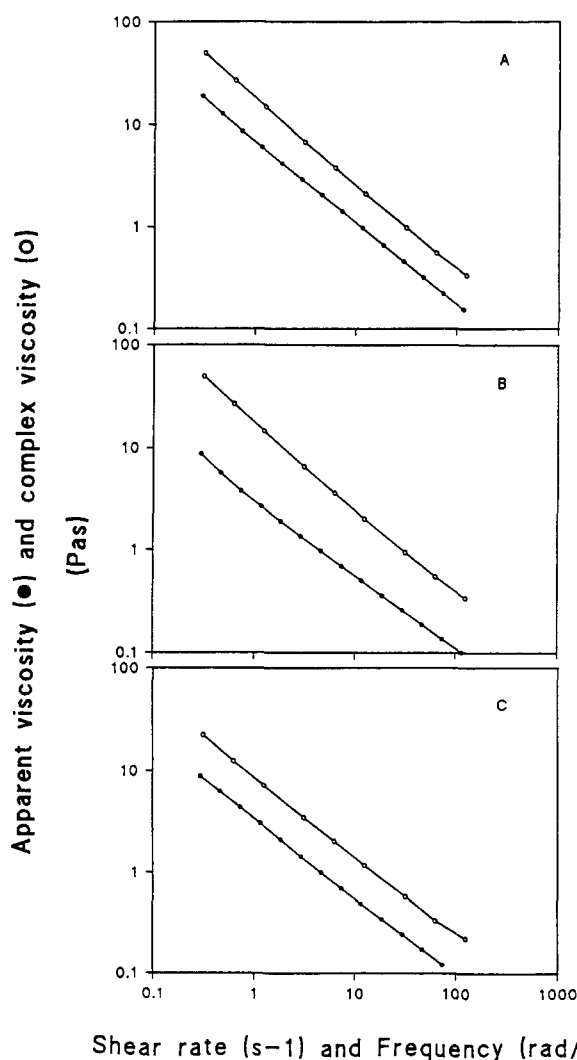 Apparent viscosity (●) and complex viscosity (○)
(Pas)
100
A
10
1
0.1
100
B
10
1
0.1
100
C
10
1
0.1
0.1 1 10 100 1000
Shear rate (s-1) and Frequency (rad/